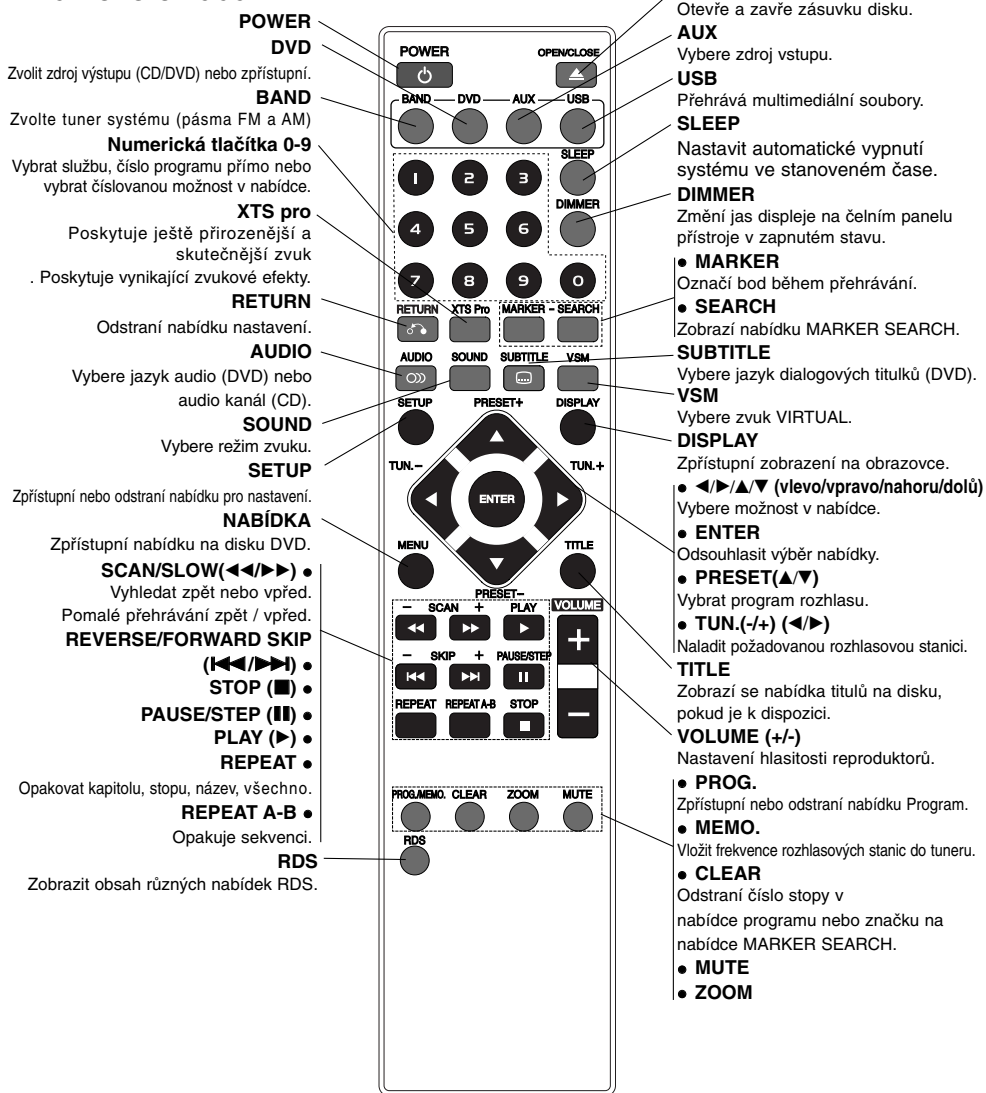 POWER
DVD
Zvolit zdroj výstupu (CD/DVD) nebo zpřístupní.
BAND
Zvolte tuner systému (pásma FM a AM)
Numerická tlačítka 0-9
Vybrat službu, číslo programu přímo nebo
vybrat číslovanou možnost v nabídce.
XTS pro
Poskytuje ještě přirozenější a
skutečnější zvuk
. Poskytuje vynikající zvukové efekty.
RETURN
Odstraní nabídku nastavení.
AUDIO
Vybere jazyk audio (DVD) nebo
audio kanál (CD).
SOUND
Vybere režim zvuku.
SETUP
Zpřístupní nebo odstraní nabídku pro nastavení.
NABÍDKA
Zpřístupní nabídku na disku DVD.
SCAN/SLOW(◄◄/►►) ●
Vyhledat zpět nebo vpřed.
Pomalé přehrávání zpět / vpřed.
REVERSE/FORWARD SKIP
(|◄◄/►►|) ●
STOP (■) ●
PAUSE/STEP (❚❚) ●
PLAY (►) ●
REPEAT ●
Opakovat kapitolu, stopu, název, všechno.
REPEAT A-B ●
Opakuje sekvenci.
RDS
Zobrazit obsah různých nabídek RDS.
POWER OPEN/CLOSE
BAND DVD AUX USB
SLEEP
1 2 3
DIMMER
4 5 6
7 8 9 0
RETURN XTS Pro MARKER - SEARCH
AUDIO SOUND SUBTITLE VSM
SETUP PRESET+ DISPLAY
TUN.- TUN.+
ENTER
MENU TITLE
PRESET-
- SCAN + PLAY VOLUME
+
- SKIP + PAUSE/STEP
REPEAT REPEAT A-B STOP
-
PROG./MEMO. CLEAR ZOOM MUTE
RDS
Otevře a zavře zásuvku disku.
AUX
Vybere zdroj vstupu.
USB
Přehrává multimediální soubory.
SLEEP
Nastavit automatické vypnutí
systému ve stanoveném čase.
DIMMER
Změní jas displeje na čelním panelu
přístroje v zapnutém stavu.
● MARKER
Označí bod během přehrávání.
● SEARCH
Zobrazí nabídku MARKER SEARCH.
SUBTITLE
Vybere jazyk dialogových titulků (DVD).
VSM
Vybere zvuk VIRTUAL.
DISPLAY
Zpřístupní zobrazení na obrazovce.
● ◄/►/▲/▼ (vlevo/vpravo/nahoru/dolů)
Vybere možnost v nabídce.
● ENTER
Odsouhlasit výběr nabídky.
● PRESET(▲/▼)
Vybrat program rozhlasu.
● TUN.(-/+) (◄/►)
Naladit požadovanou rozhlasovou stanici.
TITLE
Zobrazí se nabídka titulů na disku,
pokud je k dispozici.
VOLUME (+/-)
Nastavení hlasitosti reproduktorů.
● PROG.
Zpřístupní nebo odstraní nabídku Program.
● MEMO.
Vložit frekvence rozhlasových stanic do tuneru.
● CLEAR
Odstraní číslo stopy v
nabídce programu nebo značku na
nabídce MARKER SEARCH.
● MUTE
● ZOOM